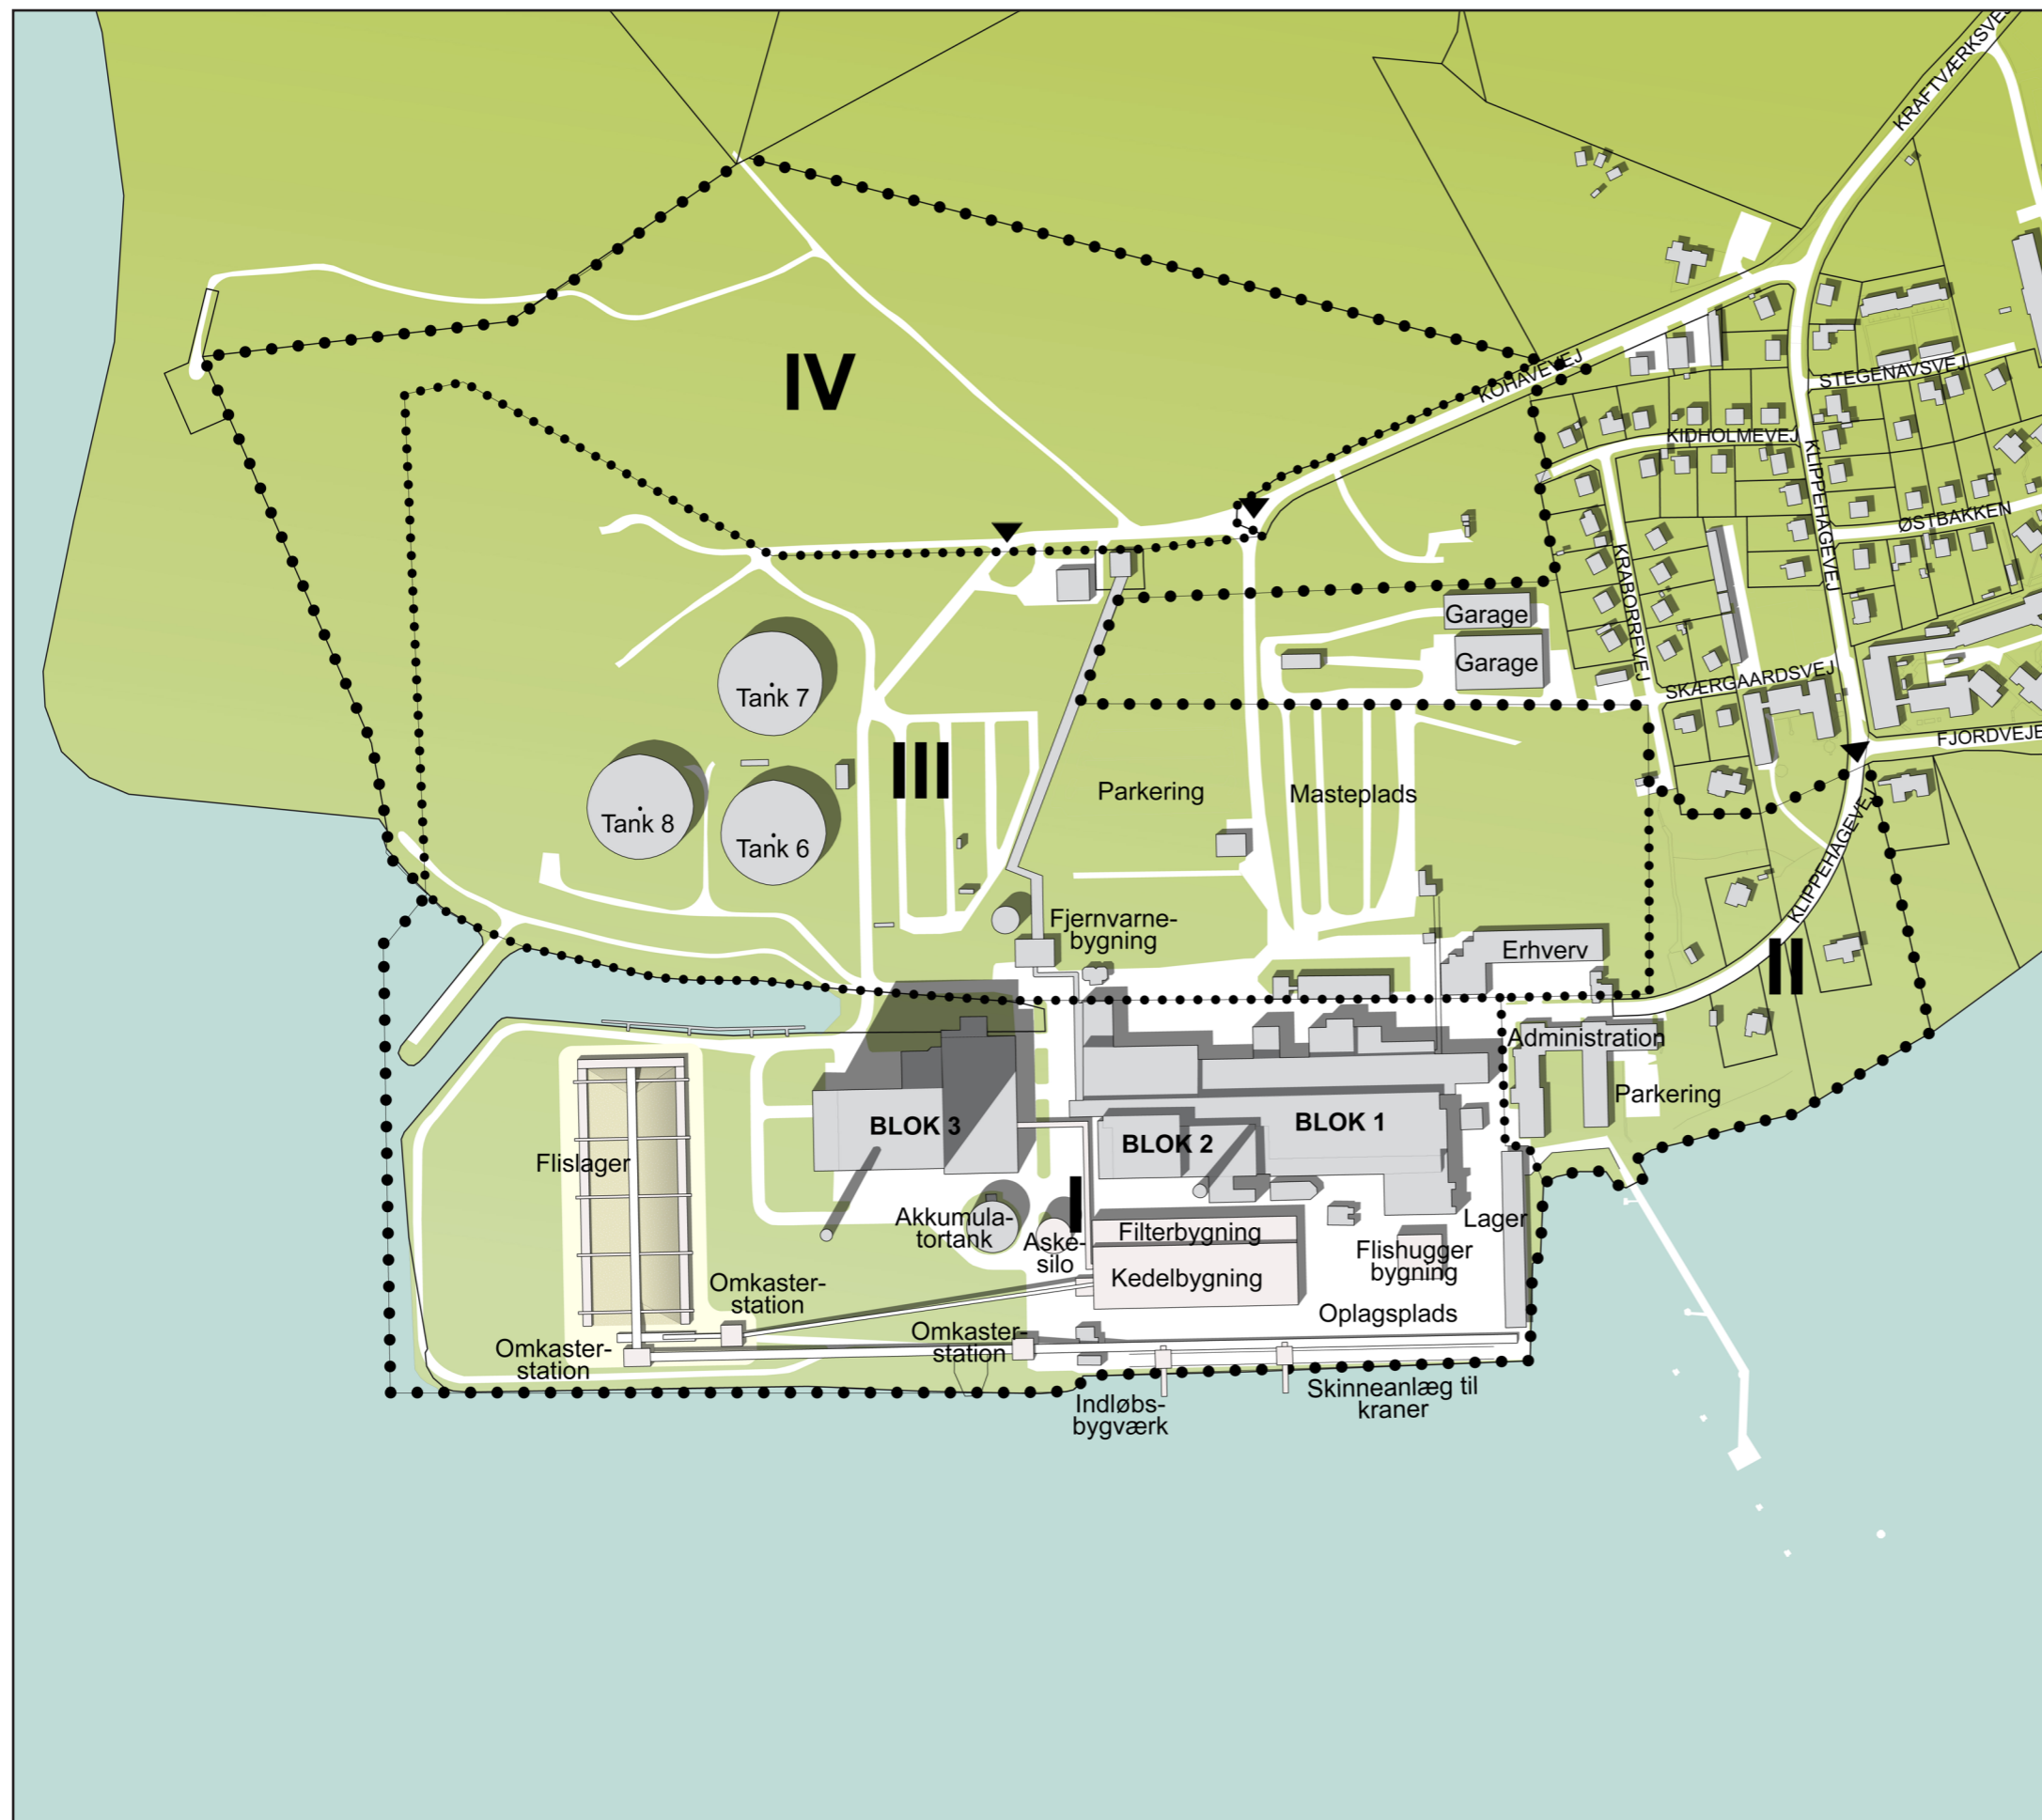 KRAFTVÆRKSVEJ
IV
KOHAVEVEJ
STEGENAVSVEJ
KIDHOLMEVEJ
KLIPPEHAGEVEJ
ØSTBAKKEN
KRABORREVEJ
Garage
Garage
SKÆRGAARDSVEJ
FJORDVEJE
Tank 7
III
Parkering
Masteplads
Tank 8
Tank 6
KLIPPEHAGEVEJ
Fjernvarne-
bygning
Erhverv
II
Administration
Parkering
BLOK 3
BLOK 1
BLOK 2
Flislager
I
Akkumula-
tortank
Aske-
silo
Filterbygning
Lager
Flishugger
bygning
Kedelbygning
Omkaster-
station
Oplagsplads
Omkaster-
station
Omkaster-
station
Skinneanlæg til
kraner
Indløbs-
bygværk